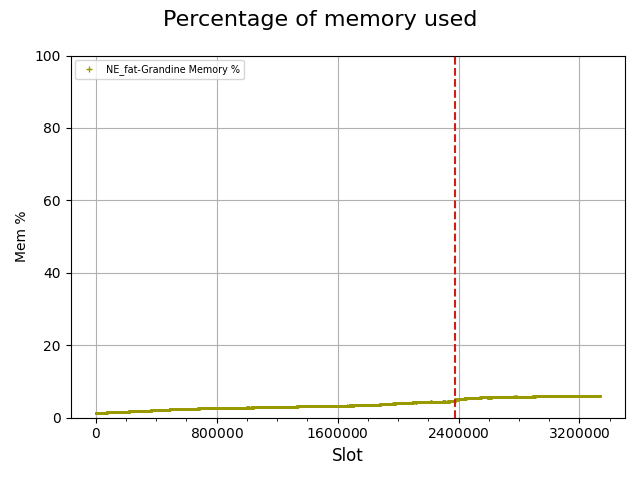 Percentage of memory used
100
NE_fat-Grandine Memory %
80
60
Mem %
40
20
0
0 800000 1600000 2400000 3200000
Slot